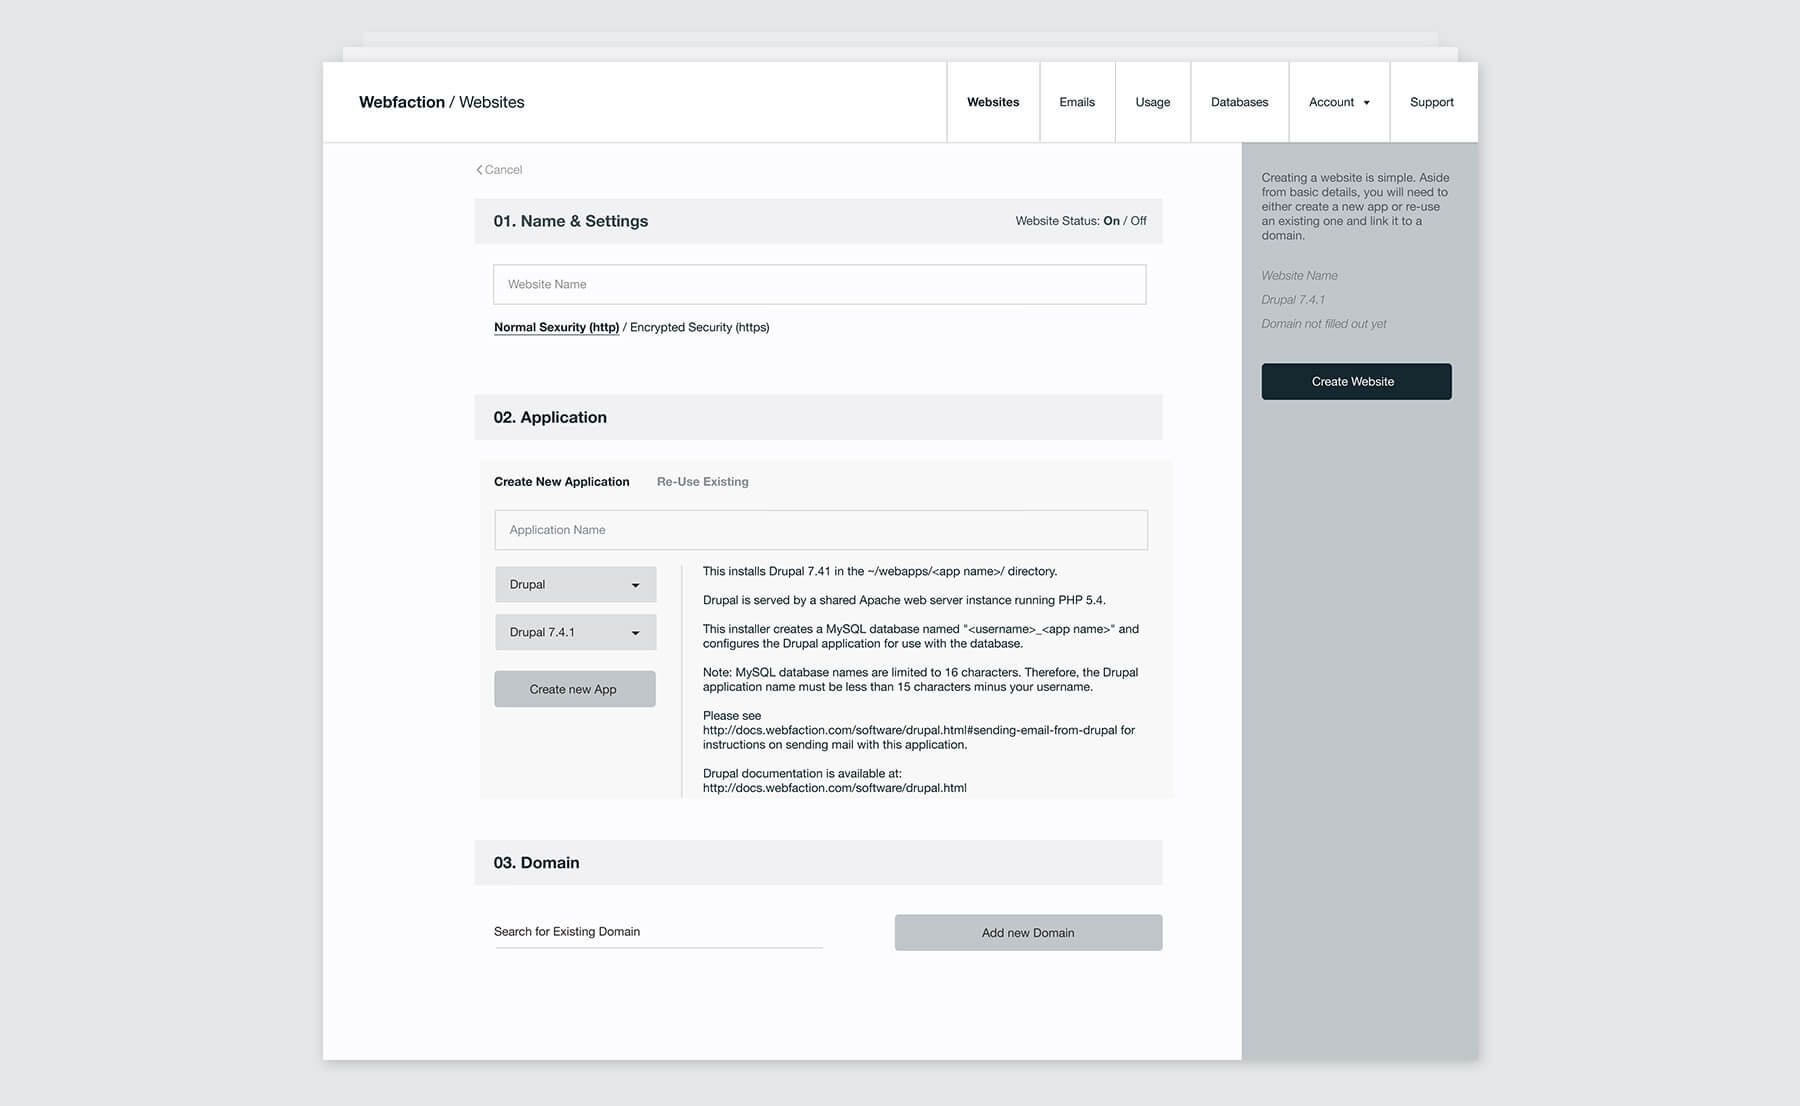 Webfaction / Websites
Websites
Emails
Usage
Databases
Account
Support
Cancel
01. Name & Settings
Website Status: On / Off
Website Name
Normal Sexurity (http) / Encrypted Security (https)
02. Application
Create New Application
Re-Use Existing
Application Name
Drupal
Drupal 7.4.1
Create new App
This installs Drupal 7.41 in the ~/webapps/<app name>/ directory.
Drupal is served by a shared Apache web server instance running PHP 5.4.
This installer creates a MySQL database named "<username>_<app name>" and
configures the Drupal application for use with the database.
Note: MySQL database names are limited to 16 characters. Therefore, the Drupal
application name must be less than 15 characters minus your username.
Please see
http://docs.webfaction.com/software/drupal.html#sending-email-from-drupal for
instructions on sending mail with this application.
Drupal documentation is available at:
http://docs.webfaction.com/software/drupal.html
03. Domain
Search for Existing Domain
Add new Domain
Creating a website is simple. Aside
from basic details, you will need to
either create a new app or re-use
an existing one and link it to a
domain.
Website Name
Drupal 7.4.1
Domain not filled out yet
Create Website